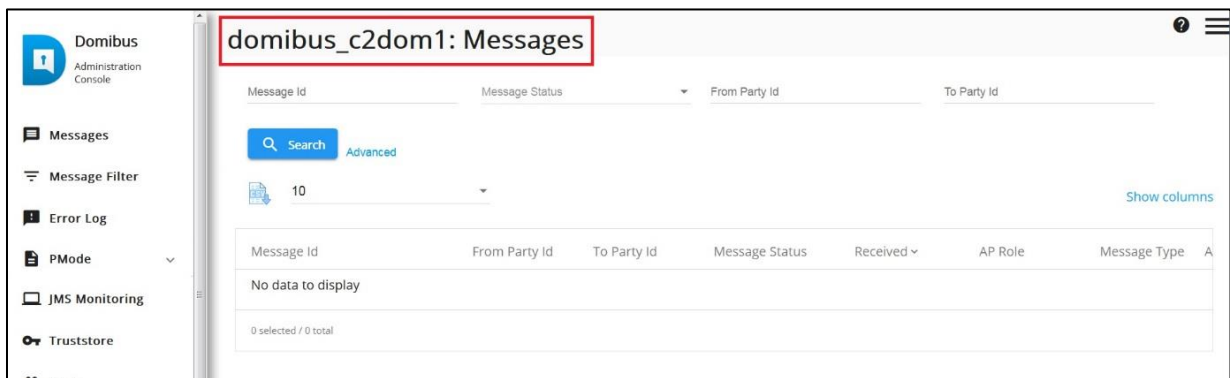 Domibus
Administration
Console
Messages
Message Filter
Error Log
PMode
JMS Monitoring
Truststore
domibus_c2dom1: Messages
Message Id Message Status From Party Id To Party Id
Search Advanced
10
Show columns
Message Id From Party Id To Party Id Message Status Received AP Role Message Type A
No data to display
0 selected / 0 total